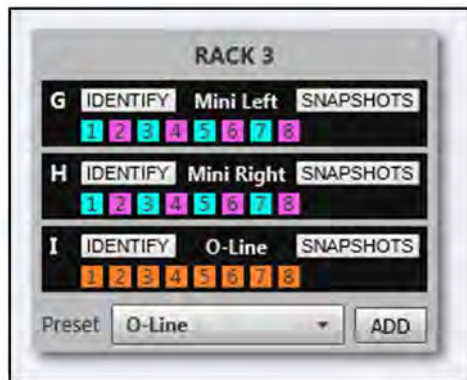 RACK 3
G IDENTIFY Mini Left SNAPSHOTS
1 2 3 4 5 6 7 8
H IDENTIFY Mini Right SNAPSHOTS
1 2 3 4 5 6 7 8
I IDENTIFY O-Line SNAPSHOTS
1 2 3 4 5 6 7 8
Preset O-Line ADD